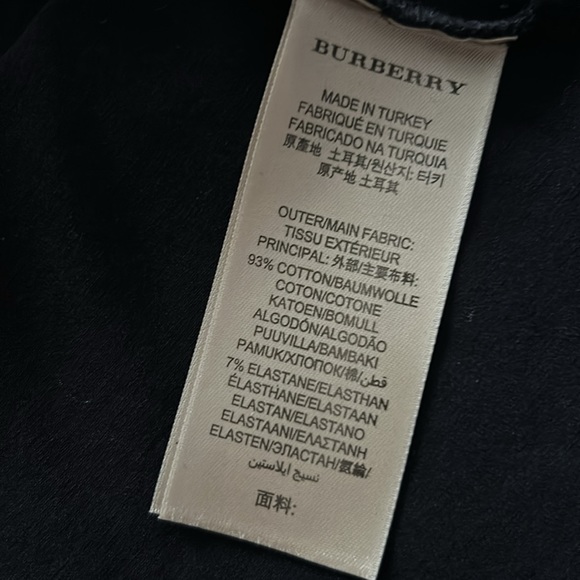 BURBERRY
MADE IN TURKEY
FABRIQUÉ EN TURQUIE
FABRICADO NA TURQUIA
原產地 土耳其/원산지: 터키
原产地 土耳其
OUTER/MAIN FABRIC:
TISSU EXTÉRIEUR
PRINCIPAL: 外部/主要布料:
93% COTTON/BAUMWOLLE
COTON/COTONE
KATOEN/BOMULL
ALGODÓN/ALGODÃO
PUUVILLA/BAMBAKI
PAMUK/ХЛОПОК/棉/قطن
7% ELASTANE/ELASTHAN
ÉLASTHANE/ELASTAAN
ELASTAN/ELASTANO
ELASTAANI/ΕΛΑΣΤΑΝΗ
ELASTEN/ЭЛАСТАН/氨綸/
نسيج ايلاستين
面料: